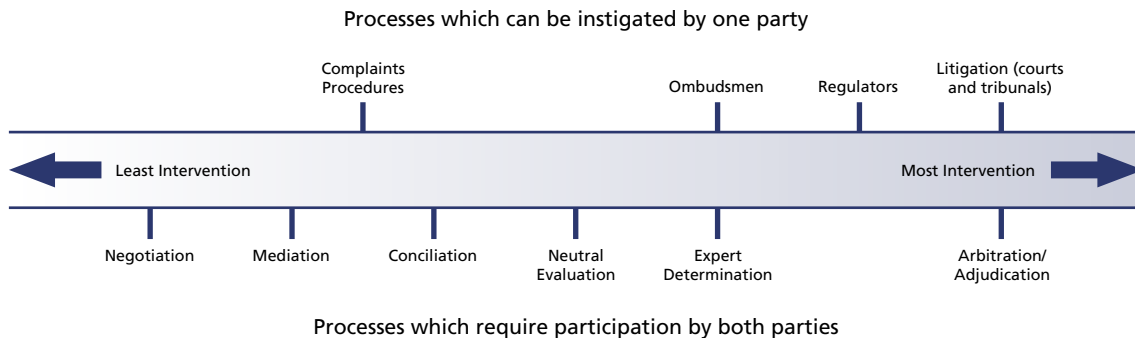 Processes which can be instigated by one party
Complaints
Procedures
Ombudsmen
Regulators
Litigation (courts
and tribunals)
Least Intervention
Most Intervention
Negotiation
Mediation
Conciliation
Neutral
Evaluation
Expert
Determination
Arbitration/
Adjudication
Processes which require participation by both parties